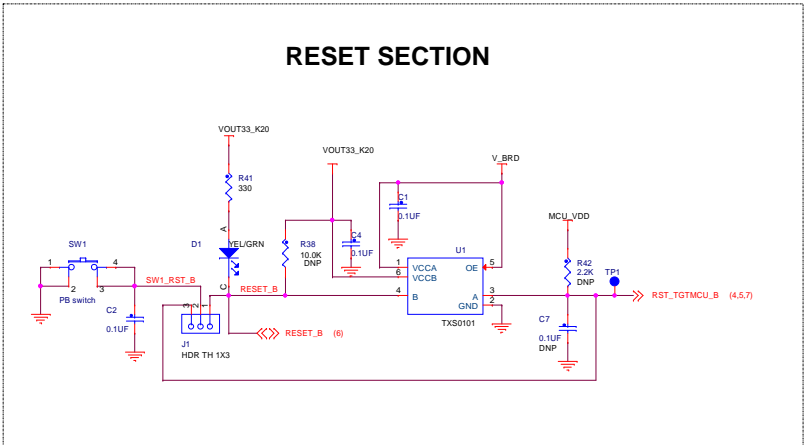 RESET SECTION
VOUT33_K20
R41
330
VOUT33_K20
V_BRD
C1
0.1UF
MCU_VDD
SW1
1
4
2
3
PB switch
SW1_RST_B
C2
0.1UF
D1
A
YEL/GRN
C
R38
10.0K
DNP
C4
0.1UF
RESET_B
U1
1
VCCA
OE
5
6
VCCB
4
B
A
3
GND
2
TXS0101
R42
2.2K
DNP
TP1
RST_TGTMCU_B (4,5,7)
C7
0.1UF
DNP
3
2
1
J1
HDR TH 1X3
RESET_B (6)